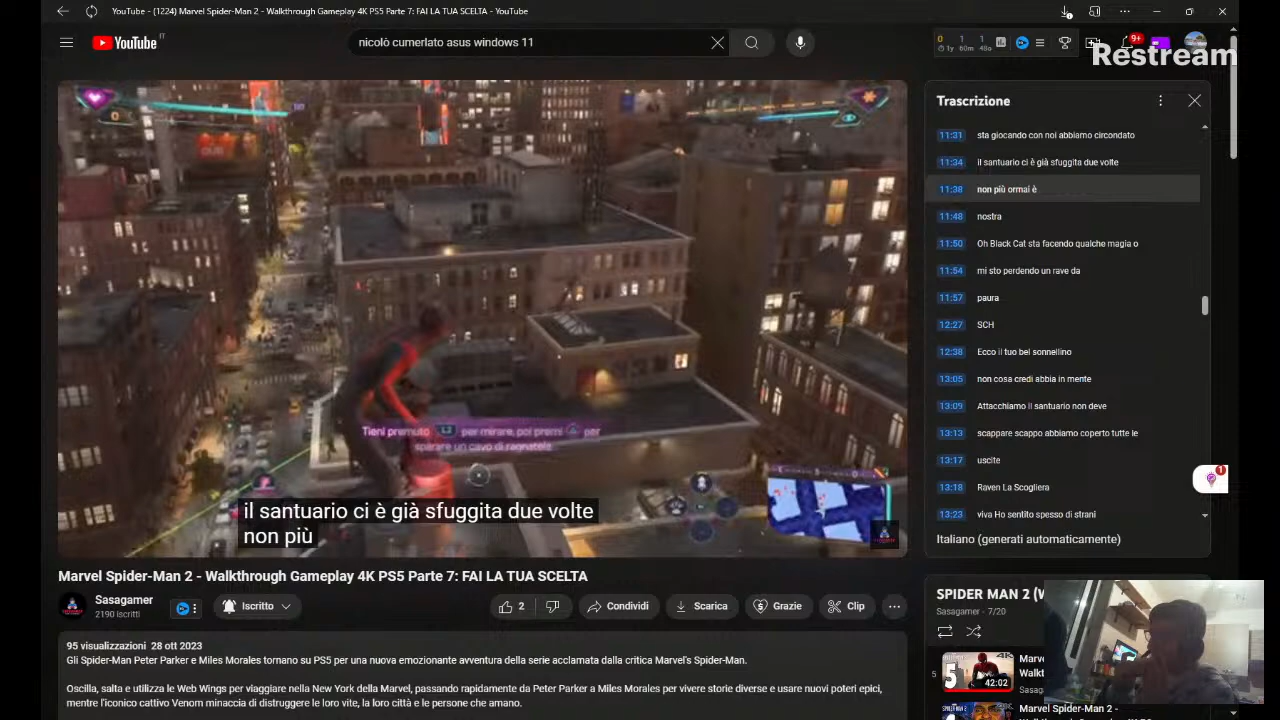 YouTube - (1224) Marvel Spider-Man 2 - Walkthrough Gameplay 4K PS5 Parte 7: FAI LA TUA SCELTA - YouTube
YouTube IT
nicolò cumerlato asus windows 11
9+
Restream
Tieni premuto L2 per mirare, poi premi per
sparare un cavo di ragnatele
il santuario ci è già sfuggita due volte
non più
Trascrizione
11:31 sta giocando con noi abbiamo circondato
11:34 il santuario ci è già sfuggita due volte
11:38 non più ormai è
11:48 nostra
11:50 Oh Black Cat sta facendo qualche magia o
11:54 mi sto perdendo un rave da
11:57 paura
12:27 SCH
12:38 Ecco il tuo bel sonnellino
13:05 non cosa credi abbia in mente
13:09 Attacchiamo il santuario non deve
13:13 scappare scappo abbiamo coperto tutte le
13:17 uscite
13:18 Raven La Scogliera
13:23 viva Ho sentito spesso di strani
Italiano (generati automaticamente)
1
Marvel Spider-Man 2 - Walkthrough Gameplay 4K PS5 Parte 7: FAI LA TUA SCELTA
Sasagamer
2190 iscritti
Iscritto
2
Condividi
Scarica
Grazie
Clip
95 visualizzazioni 28 ott 2023
Gli Spider-Man Peter Parker e Miles Morales tornano su PS5 per una nuova emozionante avventura della serie acclamata dalla critica Marvel's Spider-Man.
Oscilla, salta e utilizza le Web Wings per viaggiare nella New York della Marvel, passando rapidamente da Peter Parker a Miles Morales per vivere storie diverse e usare nuovi poteri epici,
mentre l'iconico cattivo Venom minaccia di distruggere le loro vite, la loro città e le persone che amano.
SPIDER MAN 2 (W
Sasagamer - 7/20
5
42:02
Marv
Walkt
Sasag
Marvel's Spider-Man 2 -